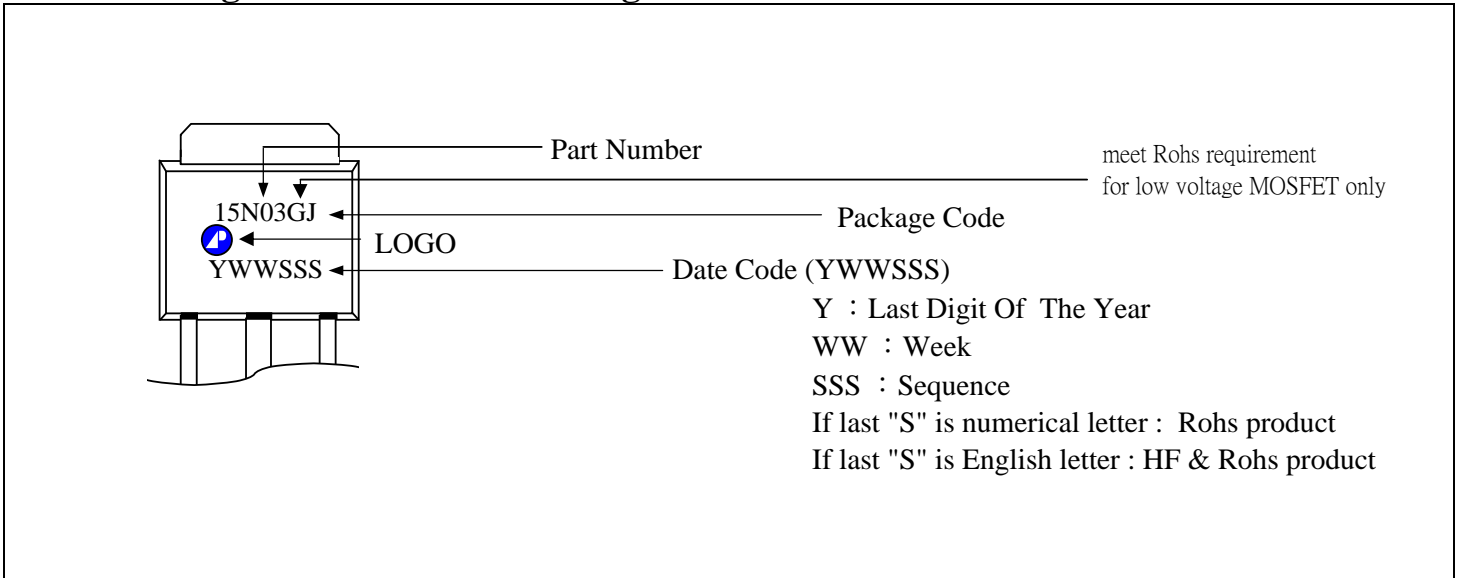 Part Number
meet Rohs requirement
for low voltage MOSFET only
15N03GJ
Package Code
LOGO
YWWSSS
Date Code (YWWSSS)
Y ：Last Digit Of The Year
WW ：Week
SSS ：Sequence
If last "S" is numerical letter : Rohs product
If last "S" is English letter : HF & Rohs product